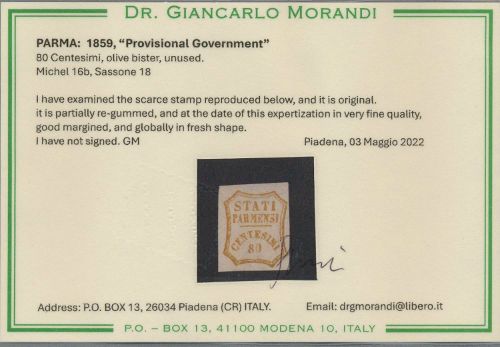 DR. GIANCARLO MORANDI
PARMA: 1859, “Provisional Government”
80 Centesimi, olive bister, unused.
Michel 16b, Sassone 18
I have examined the scarce stamp reproduced below, and it is original.
it is partially re-gummed, and at the date of this expertization in very fine quality,
good margined, and globally in fresh shape.
I have not signed. GM Piadena, 03 Maggio 2022
STATI
PARMENSI
CENTESIMI
80
Address: P.O. BOX 13, 26034 Piadena (CR) ITALY. Email: drgmorandi@libero.it
P.O. – BOX 13, 41100 MODENA 10, ITALY